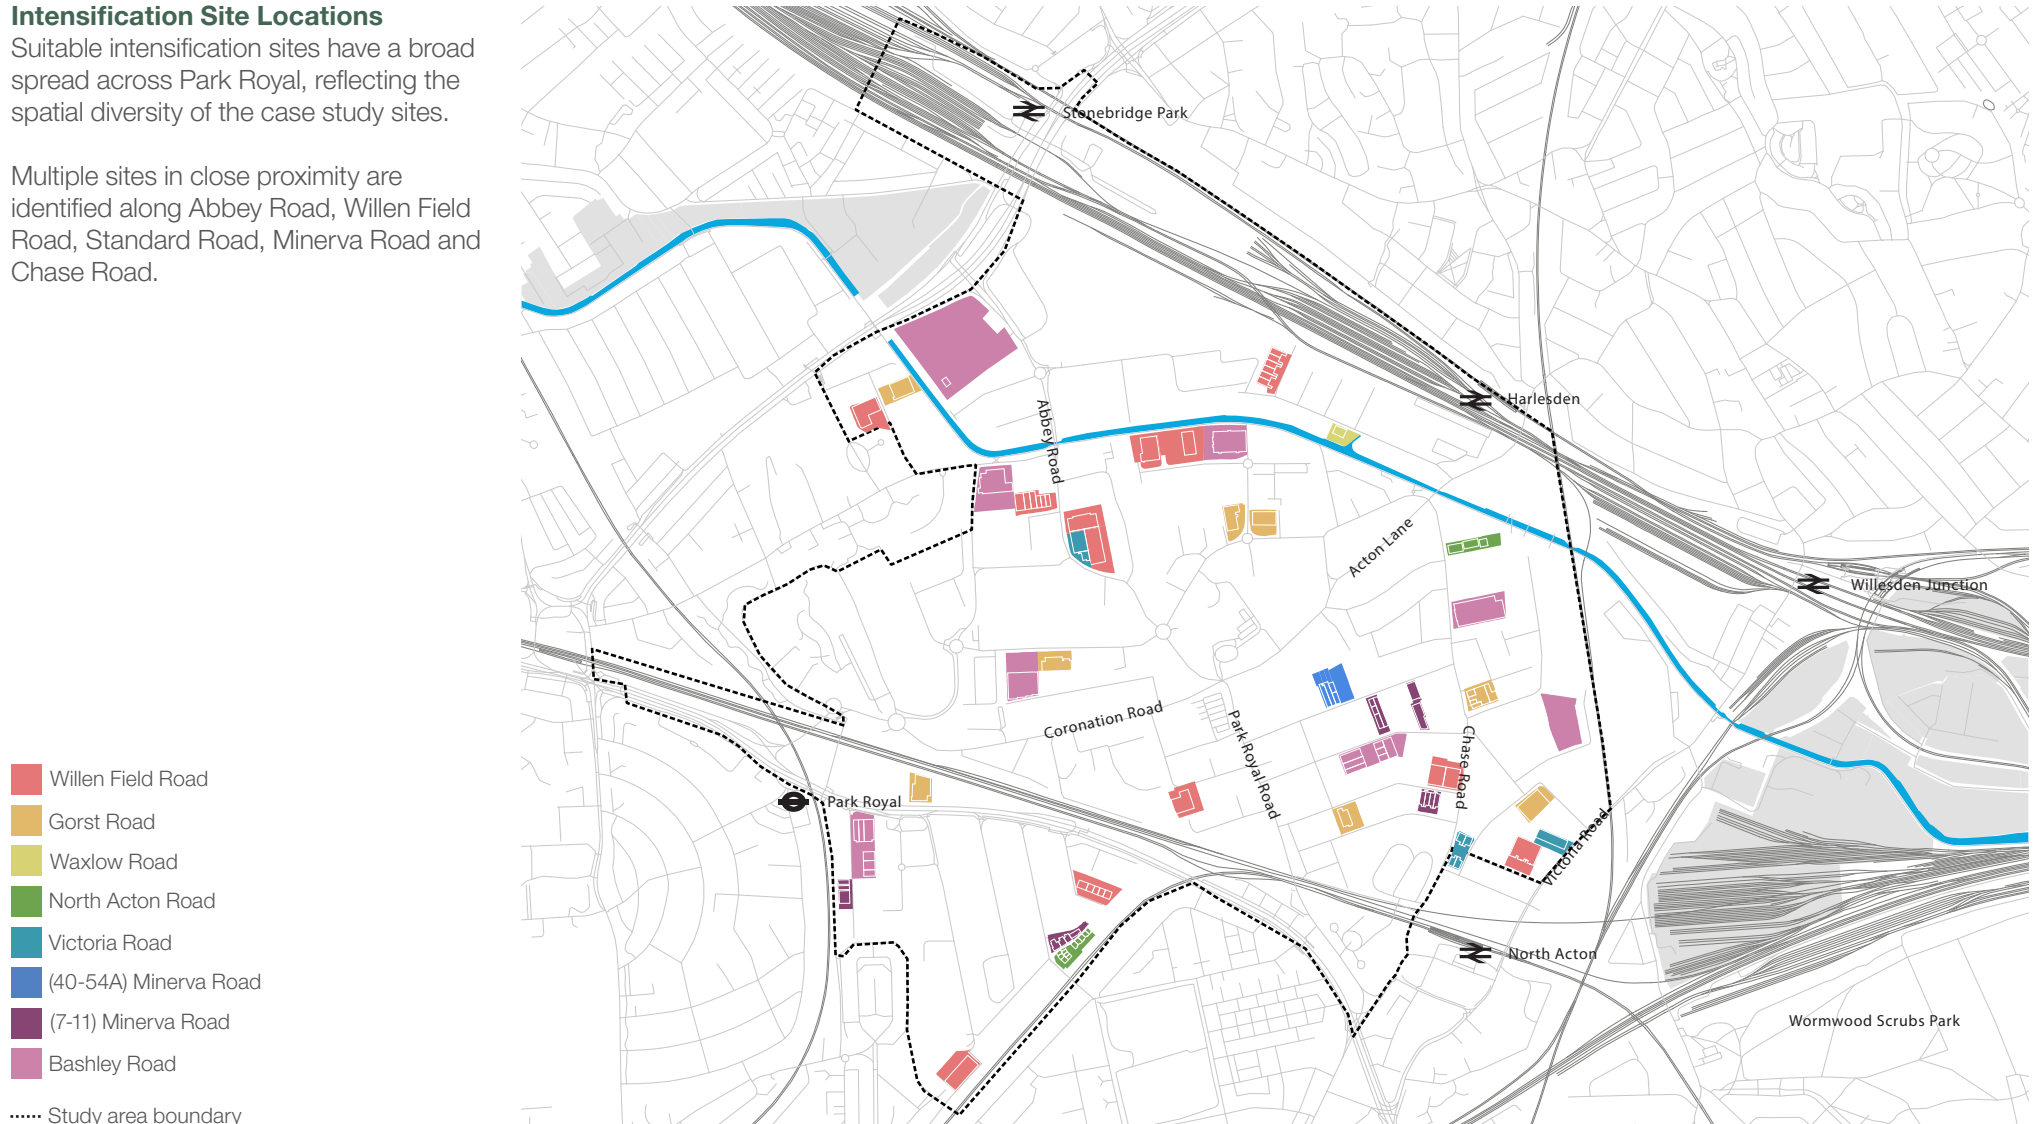 Intensification Site Locations
Suitable intensification sites have a broad
spread across Park Royal, reflecting the
spatial diversity of the case study sites.
Multiple sites in close proximity are
identified along Abbey Road, Willen Field
Road, Standard Road, Minerva Road and
Chase Road.
Willen Field Road
Gorst Road
Waxlow Road
North Acton Road
Victoria Road
(40-54A) Minerva Road
(7-11) Minerva Road
Bashley Road
Study area boundary
Stonebridge Park
Harlesden
Abbey Road
Acton Lane
Willesden Junction
Coronation Road
Park Royal Road
Chase Road
Park Royal
Victoria Road
North Acton
Wormwood Scrubs Park